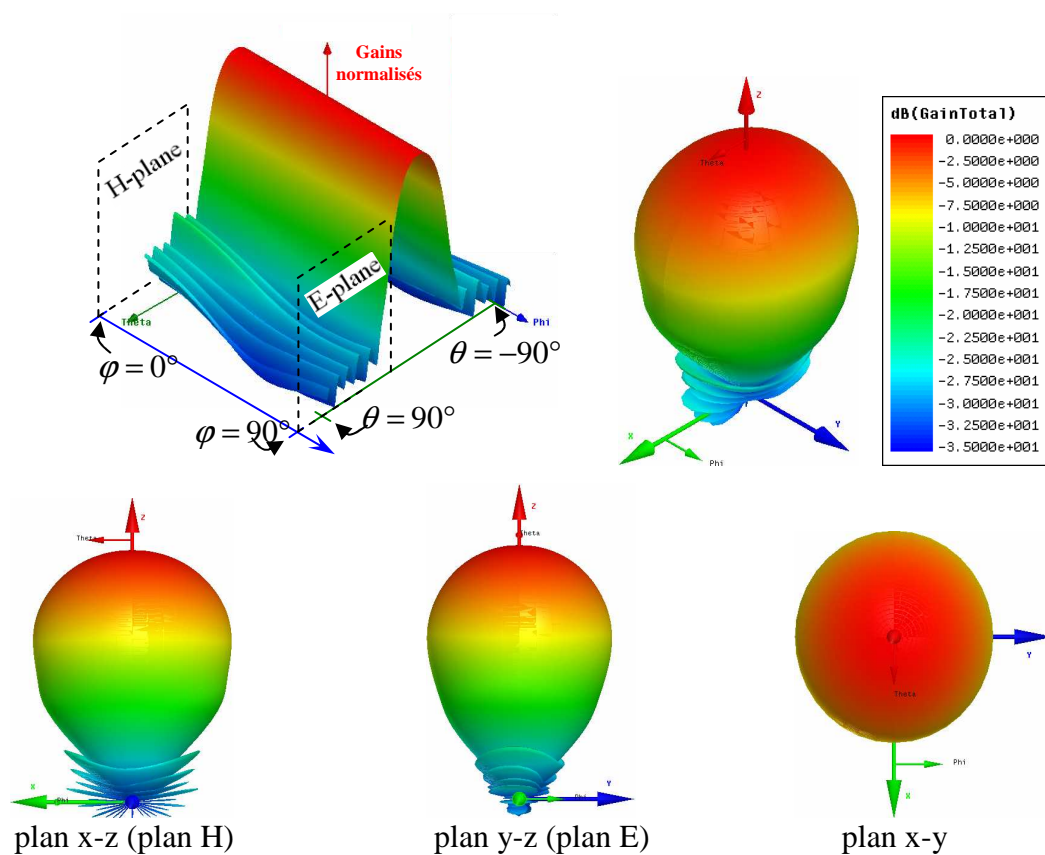 Gains
normalisés
H-plane
E-plane
Theta
Phi
φ = 0°
θ = −90°
φ = 90°
θ = 90°
Z
Theta
X
Y
Phi
dB(GainTotal)
0.0000e+000
-2.5000e+000
-5.0000e+000
-7.5000e+000
-1.0000e+001
-1.2500e+001
-1.5000e+001
-1.7500e+001
-2.0000e+001
-2.2500e+001
-2.5000e+001
-2.7500e+001
-3.0000e+001
-3.2500e+001
-3.5000e+001
Z
Theta
X
Phi
plan x-z (plan H)
Z
Theta
Y
Phi
plan y-z (plan E)
Y
Theta
Phi
X
plan x-y